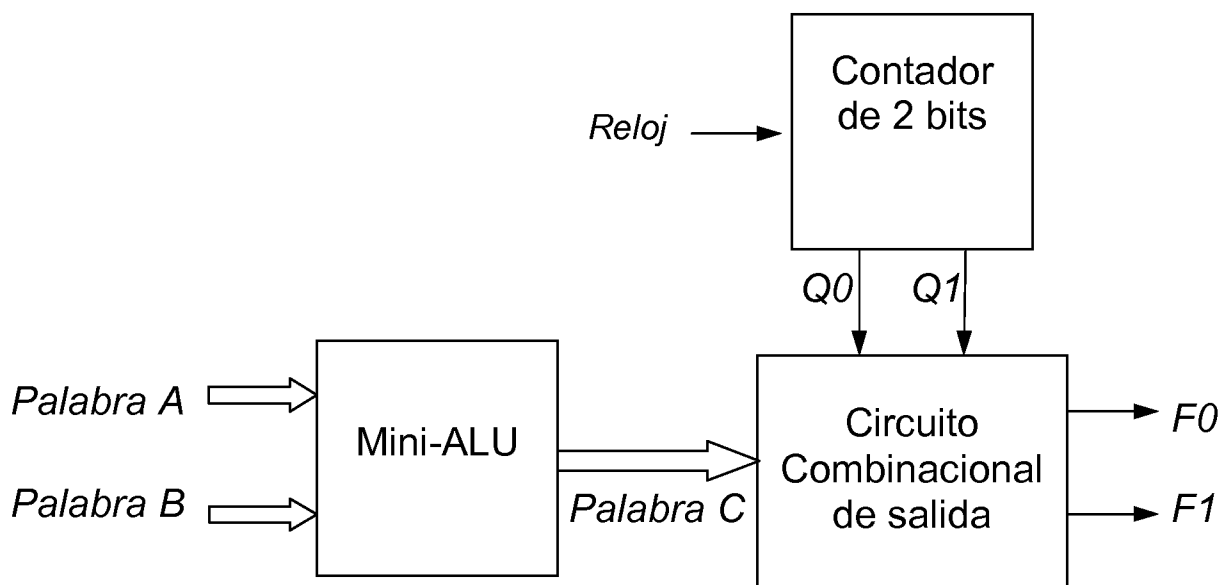 Contador
de 2 bits
Reloj
Q0
Q1
Palabra A
Palabra B
Mini-ALU
Palabra C
Circuito
Combinacional
de salida
F0
F1